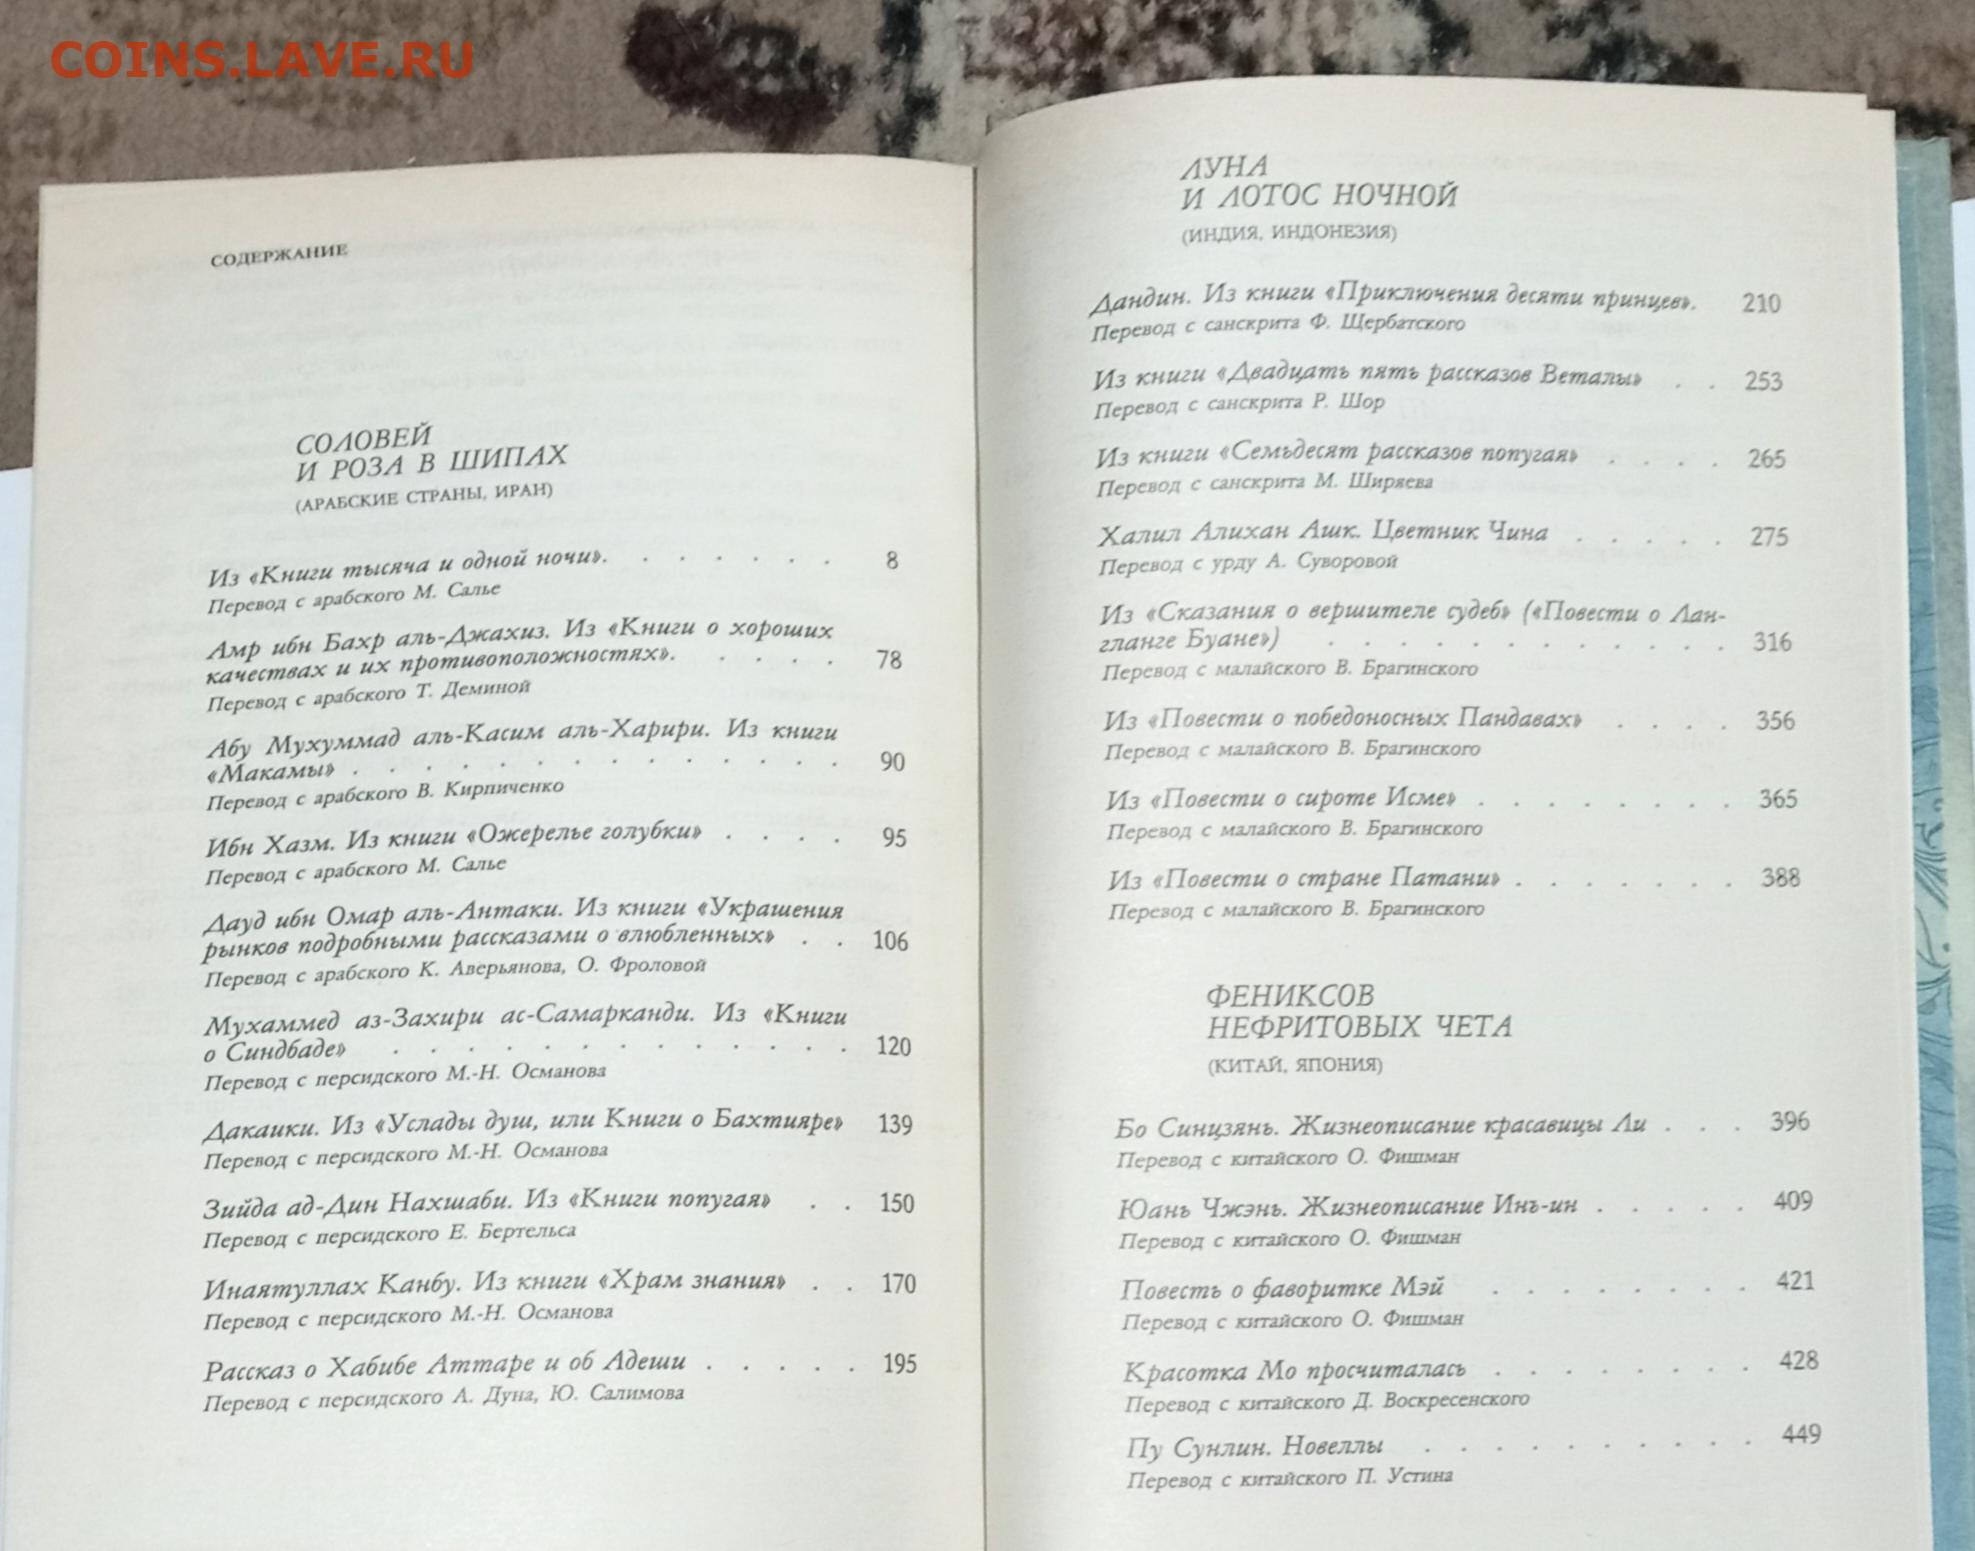 COINS.LAVE.RU
СОДЕРЖАНИЕ
СОЛОВЕЙ
И РОЗА В ШИПАХ
(АРАБСКИЕ СТРАНЫ, ИРАН)
Из «Книги тысяча и одной ночи». . . . . . . 8
Перевод с арабского М. Салье
Амр ибн Бахр аль-Джахиз. Из «Книги о хороших
качествах и их противоположностях». . . . . 78
Перевод с арабского Т. Деминой
Абу Мухуммад аль-Касим аль-Харири. Из книги
«Макамы» . . . . . . . . . . . . . . 90
Перевод с арабского В. Кирпиченко
Ибн Хазм. Из книги «Ожерелье голубки» . . . . 95
Перевод с арабского М. Салье
Дауд ибн Омар аль-Антаки. Из книги «Украшения
рынков подробными рассказами о влюбленных» . . 106
Перевод с арабского К. Аверьянова, О. Фроловой
Мухаммед аз-Захири ас-Самарканди. Из «Книги
о Синдбаде» . . . . . . . . . . . . . 120
Перевод с персидского М.-Н. Османова
Дакаики. Из «Услады душ, или Книги о Бахтияре» 139
Перевод с персидского М.-Н. Османова
Зийда ад-Дин Нахшаби. Из «Книги попугая» . . 150
Перевод с персидского Е. Бертельса
Инаятуллах Канбу. Из книги «Храм знания» . . 170
Перевод с персидского М.-Н. Османова
Рассказ о Хабибе Аттаре и об Адеши . . . . . 195
Перевод с персидского А. Дуна, Ю. Салимова
ЛУНА
И ЛОТОС НОЧНОЙ
(ИНДИЯ, ИНДОНЕЗИЯ)
Дандин. Из книги «Приключения десяти принцев». 210
Перевод с санскрита Ф. Щербатского
Из книги «Двадцать пять рассказов Веталы» . . 253
Перевод с санскрита Р. Шор
Из книги «Семьдесят рассказов попугая» . . . . 265
Перевод с санскрита М. Ширяева
Халил Алихан Ашк. Цветник Чина . . . . . 275
Перевод с урду А. Суворовой
Из «Сказания о вершителе судеб» («Повести о Лан-
гланге Буане») . . . . . . . . . . . . 316
Перевод с малайского В. Брагинского
Из «Повести о победоносных Пандавах» . . . . 356
Перевод с малайского В. Брагинского
Из «Повести о сироте Исме» . . . . . . . . 365
Перевод с малайского В. Брагинского
Из «Повести о стране Патани» . . . . . . . 388
Перевод с малайского В. Брагинского
ФЕНИКСОВ
НЕФРИТОВЫХ ЧЕТА
(КИТАЙ, ЯПОНИЯ)
Бо Синцзянь. Жизнеописание красавицы Ли . . . 396
Перевод с китайского О. Фишман
Юань Чжэнь. Жизнеописание Инъ-ин . . . . . 409
Перевод с китайского О. Фишман
Повесть о фаворитке Мэй . . . . . . . . 421
Перевод с китайского О. Фишман
Красотка Мо просчиталась . . . . . . . . 428
Перевод с китайского Д. Воскресенского
Пу Сунлин. Новеллы . . . . . . . . . . 449
Перевод с китайского П. Устина